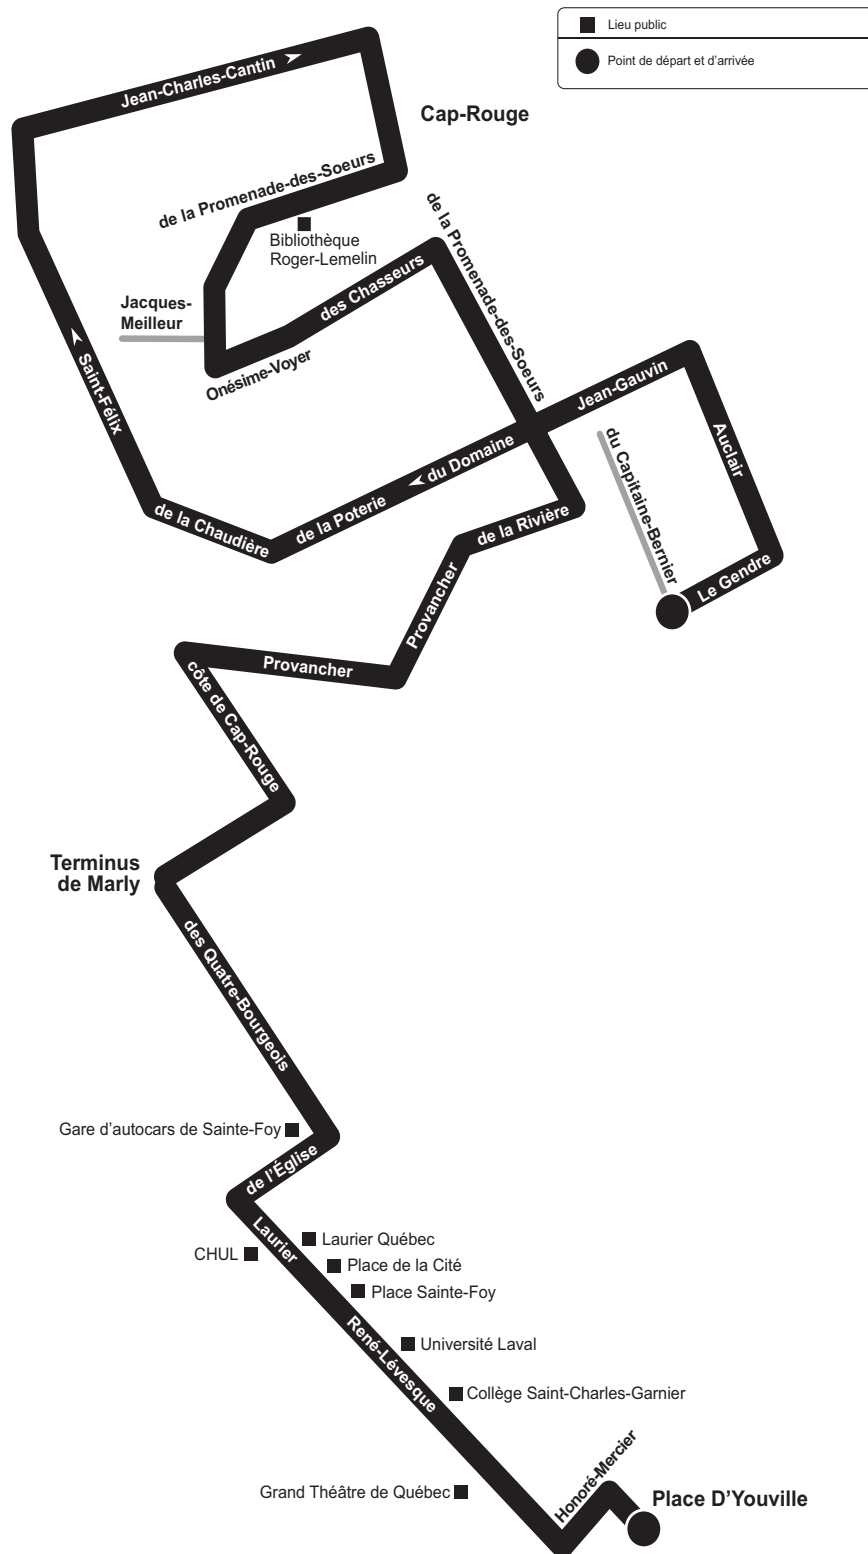 Lieu public
Point de départ et d'arrivée
Jean-Charles-Cantin
Cap-Rouge
de la Promenade-des-Soeurs
de la Promenade-des-Soeurs
Bibliothèque
Roger-Lemelin
des Chasseurs
Jacques-
Meilleur
Onésime-Voyer
Saint-Félix
Jean-Gauvin
Auclair
du Capitaine-Bernier
du Domaine
de la Poterie
de la Chaudière
de la Rivière
Le Gendre
Provancher
Provancher
côte de Cap-Rouge
Terminus
de Marly
des Quatre-Bourgeois
Gare d'autocars de Sainte-Foy
de l'Église
Laurier
Laurier Québec
CHUL
Place de la Cité
Place Sainte-Foy
René-Lévesque
Université Laval
Collège Saint-Charles-Garnier
Honoré-Mercier
Grand Théâtre de Québec
Place D'Youville